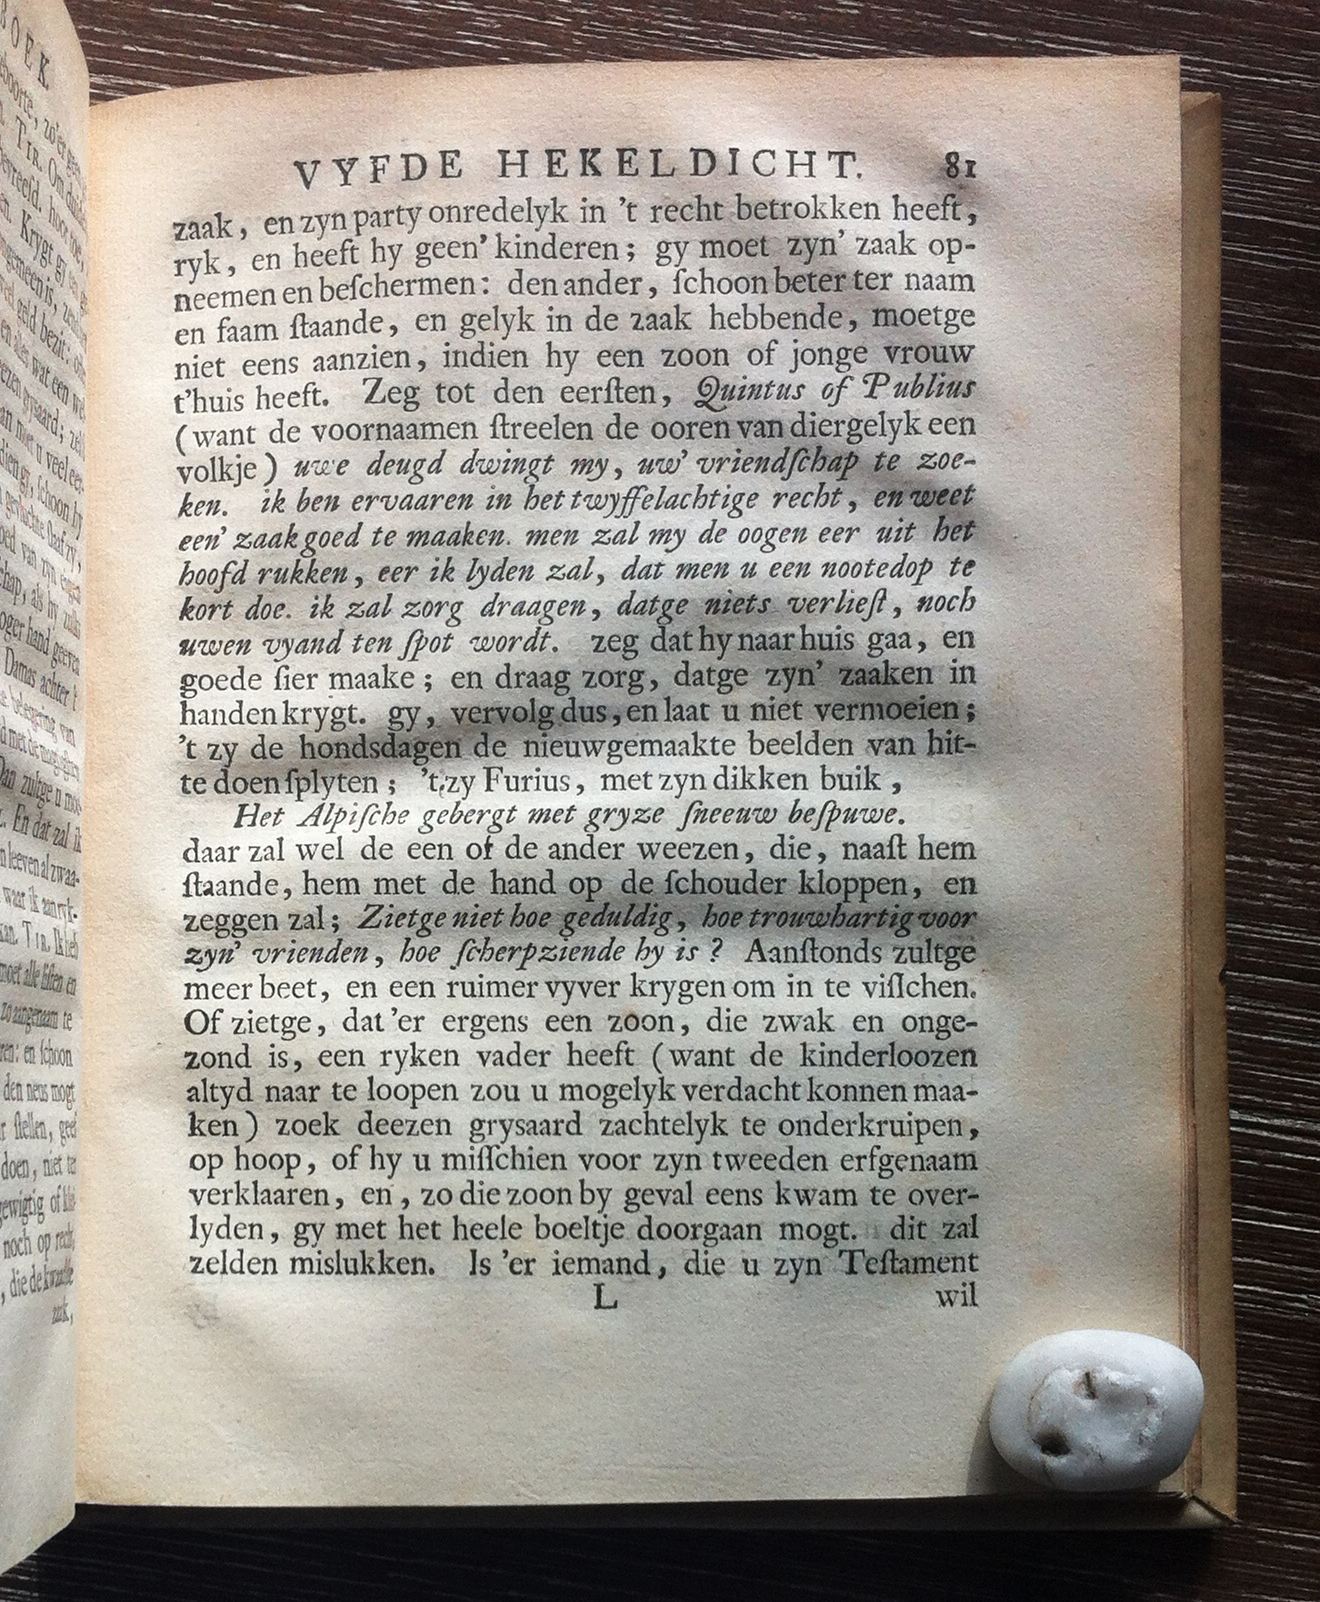 VYFDE HEKELDICHT. 81
zaak, en zyn party onredelyk in 't recht betrokken heeft,
ryk, en heeft hy geen' kinderen; gy moet zyn' zaak op-
neemen en beſchermen: den ander, ſchoon beter ter naam
en faam ſtaande, en gelyk in de zaak hebbende, moetge
niet eens aanzien, indien hy een zoon of jonge vrouw
t'huis heeft. Zeg tot den eerſten, Quintus of Publius
(want de voornaamen ſtreelen de ooren van diergelyk een
volkje) uwe deugd dwingt my, uw' vriendſchap te zoe-
ken. ik ben ervaaren in het twyffelachtige recht, en weet
een' zaak goed te maaken. men zal my de oogen eer uit het
hoofd rukken, eer ik lyden zal, dat men u een nootedop te
kort doe. ik zal zorg draagen, datge niets verlieſt, noch
uwen vyand ten ſpot wordt. zeg dat hy naar huis gaa, en
goede ſier maake; en draag zorg, datge zyn' zaaken in
handen krygt. gy, vervolg dus, en laat u niet vermoeien;
't zy de hondsdagen de nieuwgemaakte beelden van hit-
te doen ſplyten; 't zy Furius, met zyn dikken buik,
Het Alpiſche gebergt met gryze ſneeuw beſpuwe.
daar zal wel de een of de ander weezen, die, naaſt hem
ſtaande, hem met de hand op de ſchouder kloppen, en
zeggen zal; Zietge niet hoe geduldig, hoe trouwhartig voor
zyn' vrienden, hoe ſcherpziende hy is? Aanſtonds zultge
meer beet, en een ruimer vyver krygen om in te viſſchen.
Of zietge, dat 'er ergens een zoon, die zwak en onge-
zond is, een ryken vader heeft (want de kinderloozen
altyd naar te loopen zou u mogelyk verdacht konnen maa-
ken) zoek deezen grysaard zachtelyk te onderkruipen,
op hoop, of hy u miſſchien voor zyn tweeden erfgenaam
verklaaren, en, zo die zoon by geval eens kwam te over-
lyden, gy met het heele boeltje doorgaan mogt. dit zal
zelden mislukken. Is 'er iemand, die u zyn Teſtament
L wil